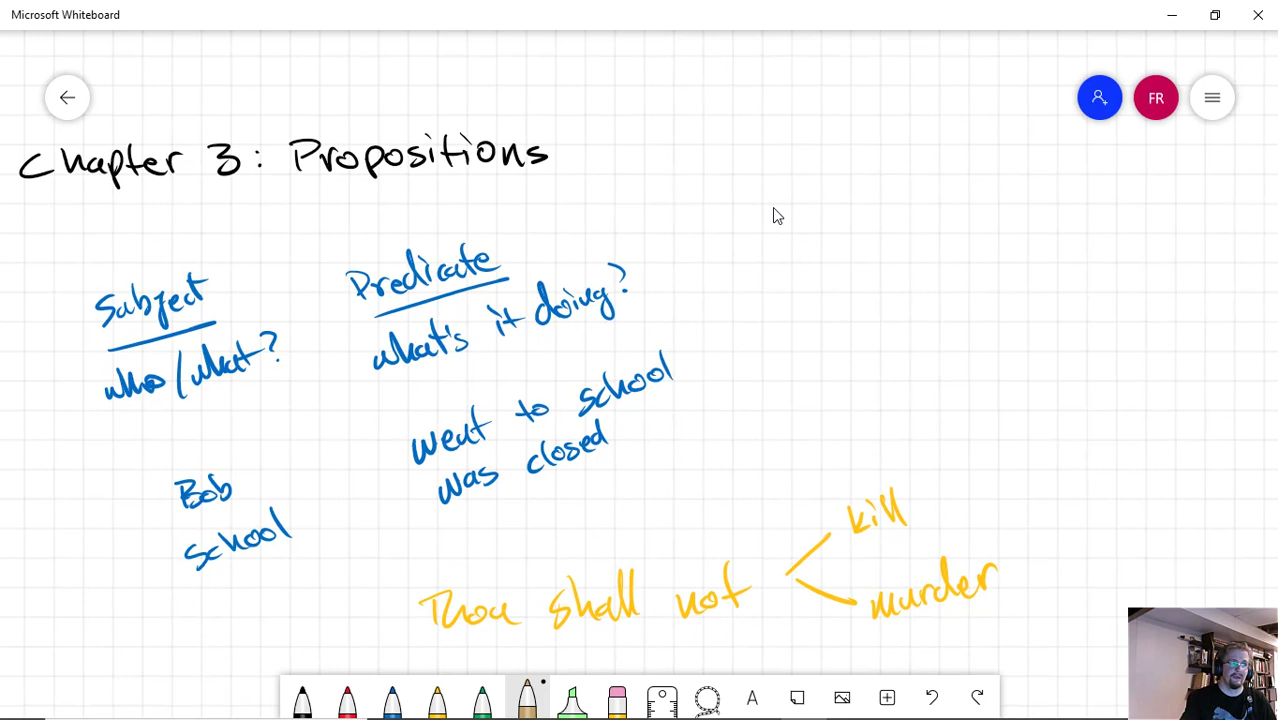 Microsoft Whiteboard
FR
Chapter 3: Propositions
Subject
who/what?
Predicate
what's it doing?
went to school
was closed
Bob
school
Thou shall not
kill
murder
A